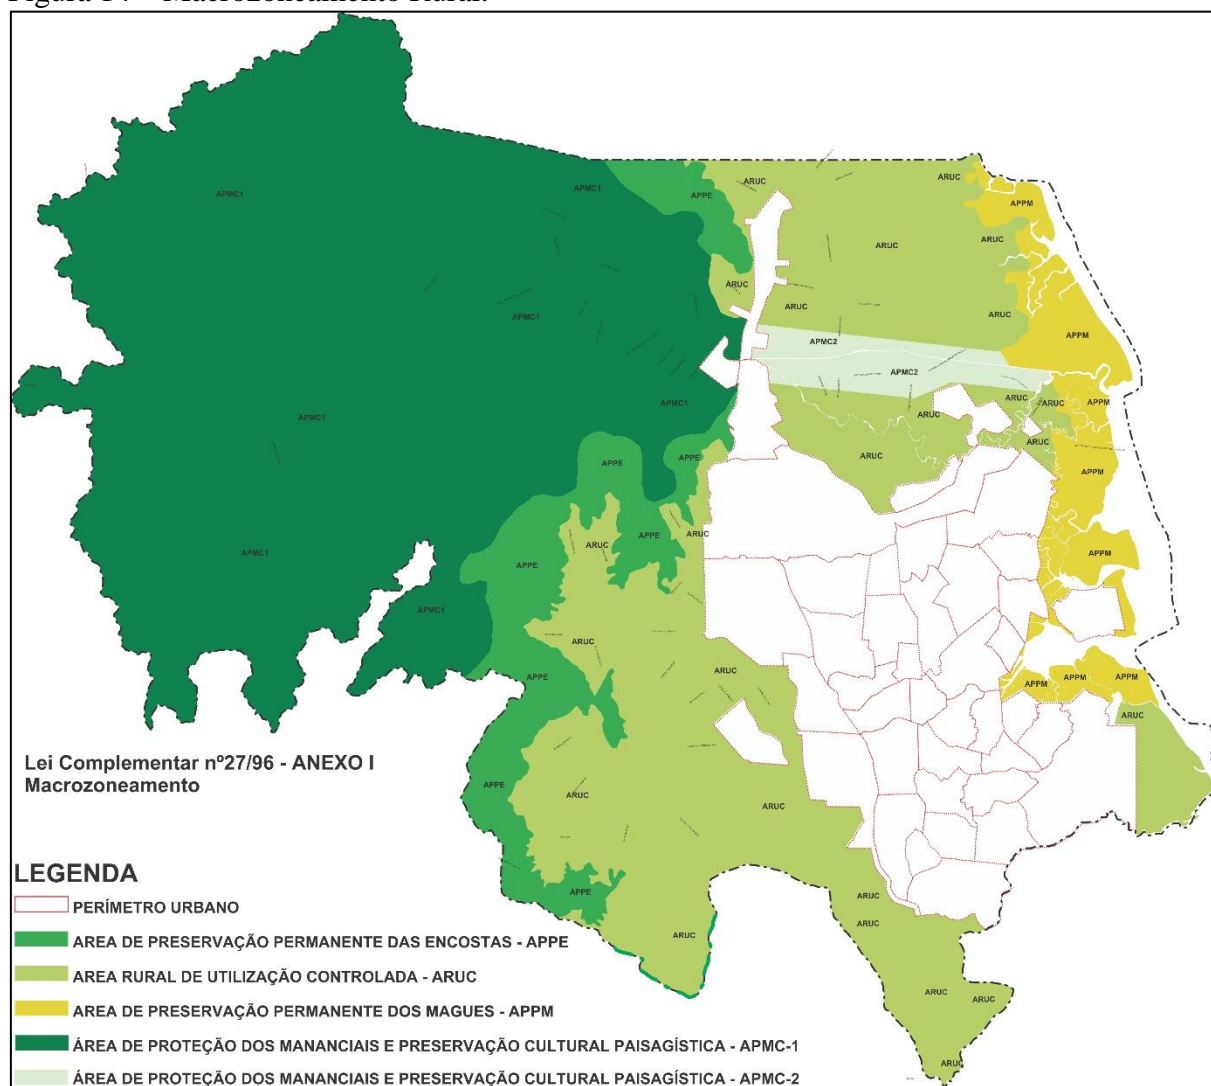 Figura 14 – Macrozoneamento Rural.
APMC1
APMC1
APPE
ARUC
ARUC
APPM
ARUC
ARUC
ARUC
ARUC
ARUC
APMC1
APPM
APMC2
APMC2
APMC1
APMC1
ARUC
ARUC
ARUC
APPM
ARUC
ARUC
APPE
APPM
APPE
ARUC
ARUC
APMC1
APPE
APPM
APMC1
ARUC
ARUC
APPE
APPM
APPM
APPM
ARUC
Lei Complementar nº27/96 - ANEXO I
Macrozoneamento
APPE
ARUC
ARUC
LEGENDA
PERÍMETRO URBANO
AREA DE PRESERVAÇÃO PERMANENTE DAS ENCOSTAS - APPE
AREA RURAL DE UTILIZAÇÃO CONTROLADA - ARUC
AREA DE PRESERVAÇÃO PERMANENTE DOS MAGUES - APPM
ÁREA DE PROTEÇÃO DOS MANANCIAIS E PRESERVAÇÃO CULTURAL PAISAGÍSTICA - APMC-1
ÁREA DE PROTEÇÃO DOS MANANCIAIS E PRESERVAÇÃO CULTURAL PAISAGÍSTICA - APMC-2
APPE
ARUC
ARUC
ARUC
ARUC
ARUC
ARUC